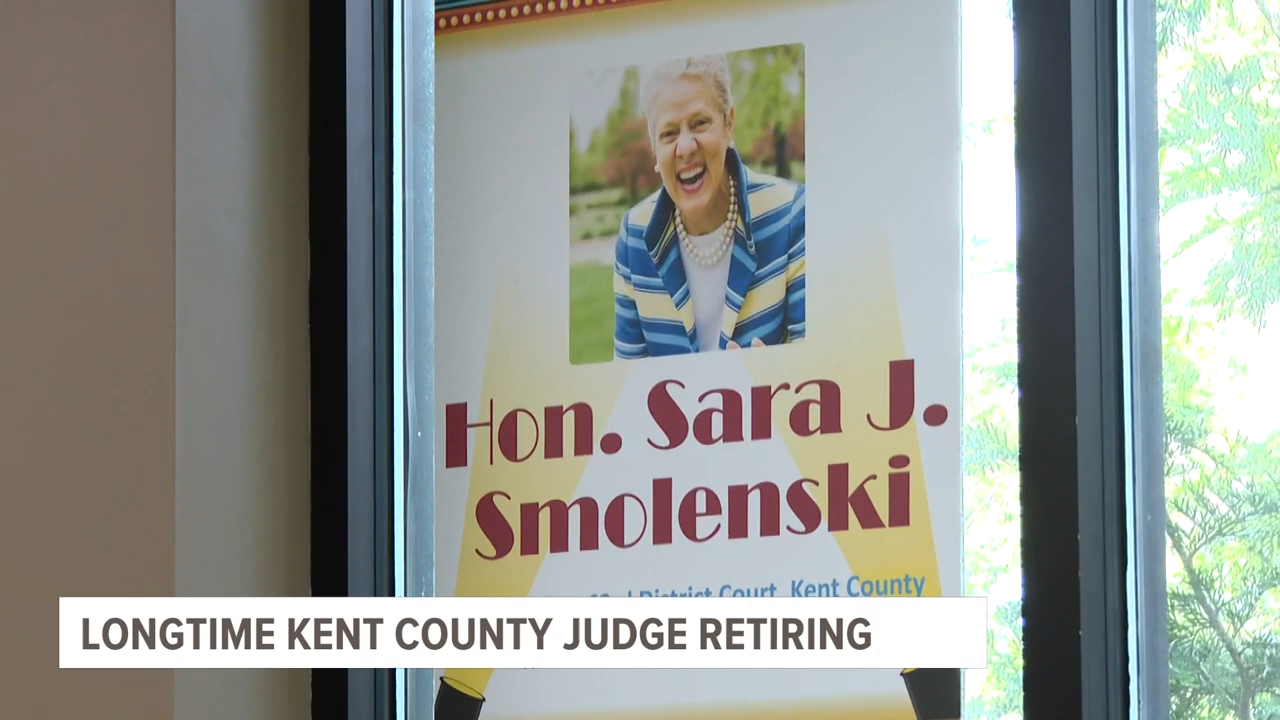 Hon. Sara J.
Smolenski
District Court, Kent County
LONGTIME KENT COUNTY JUDGE RETIRING